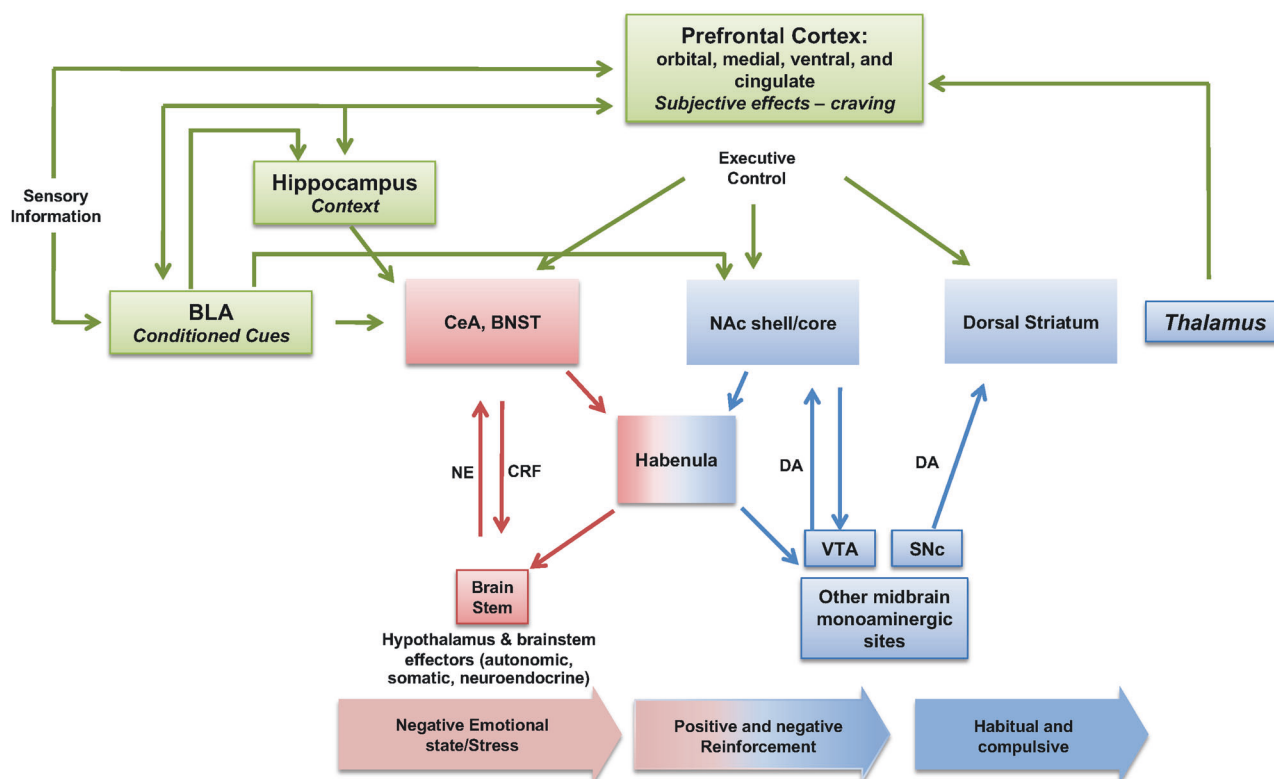 Prefrontal Cortex:
orbital, medial, ventral, and
cingulate
Subjective effects – craving
Executive
Control
Hippocampus
Context
Sensory
Information
BLA
Conditioned Cues
CeA, BNST
NAc shell/core
Dorsal Striatum
Thalamus
Habenula
NE
CRF
DA
DA
VTA
SNc
Brain
Stem
Other midbrain
monoaminergic
sites
Hypothalamus & brainstem
effectors (autonomic,
somatic, neuroendocrine)
Negative Emotional
state/Stress
Positive and negative
Reinforcement
Habitual and
compulsive